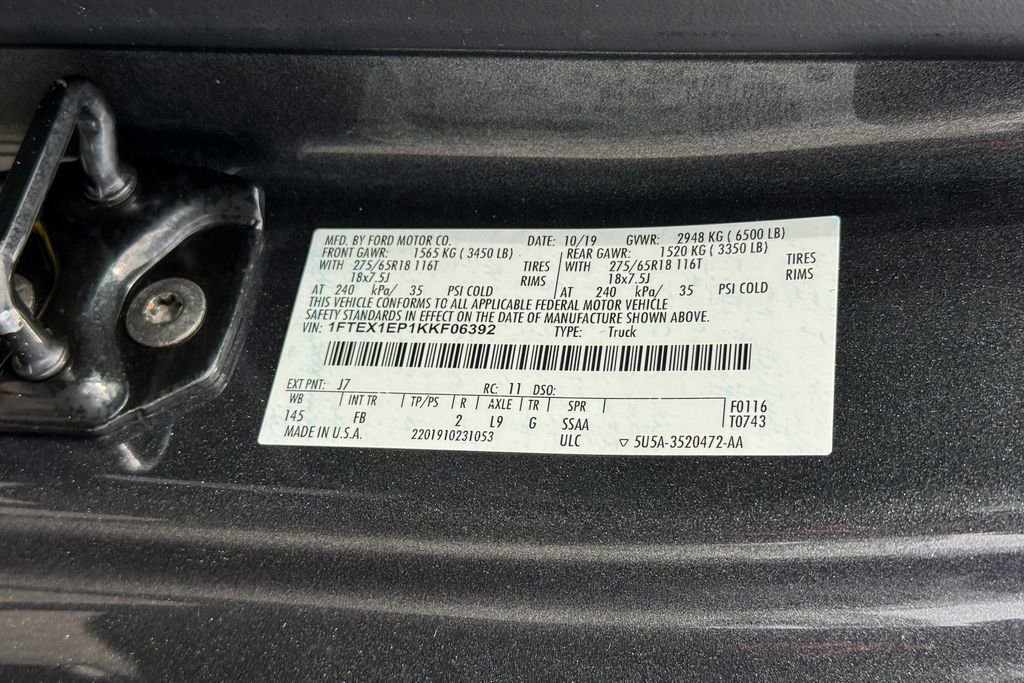 MFD. BY FORD MOTOR CO. DATE: 10/19 GVWR: 2948 KG ( 6500 LB)
FRONT GAWR: 1565 KG ( 3450 LB) REAR GAWR: 1520 KG ( 3350 LB)
WITH 275/65R18 116T TIRES WITH 275/65R18 116T TIRES
18x7.5J RIMS 18x7.5J RIMS
AT 240 kPa/ 35 PSI COLD AT 240 kPa/ 35 PSI COLD
THIS VEHICLE CONFORMS TO ALL APPLICABLE FEDERAL MOTOR VEHICLE
SAFETY STANDARDS IN EFFECT ON THE DATE OF MANUFACTURE SHOWN ABOVE.
VIN: 1FTEX1EP1KKF06392 TYPE: Truck
EXT PNT: J7 RC: 11 DSO:
WB INT TR TP/PS R AXLE TR SPR F0116
145 FB 2 L9 G SSAA T0743
MADE IN U.S.A. 2201910231053 ULC ▽ 5U5A-3520472-AA